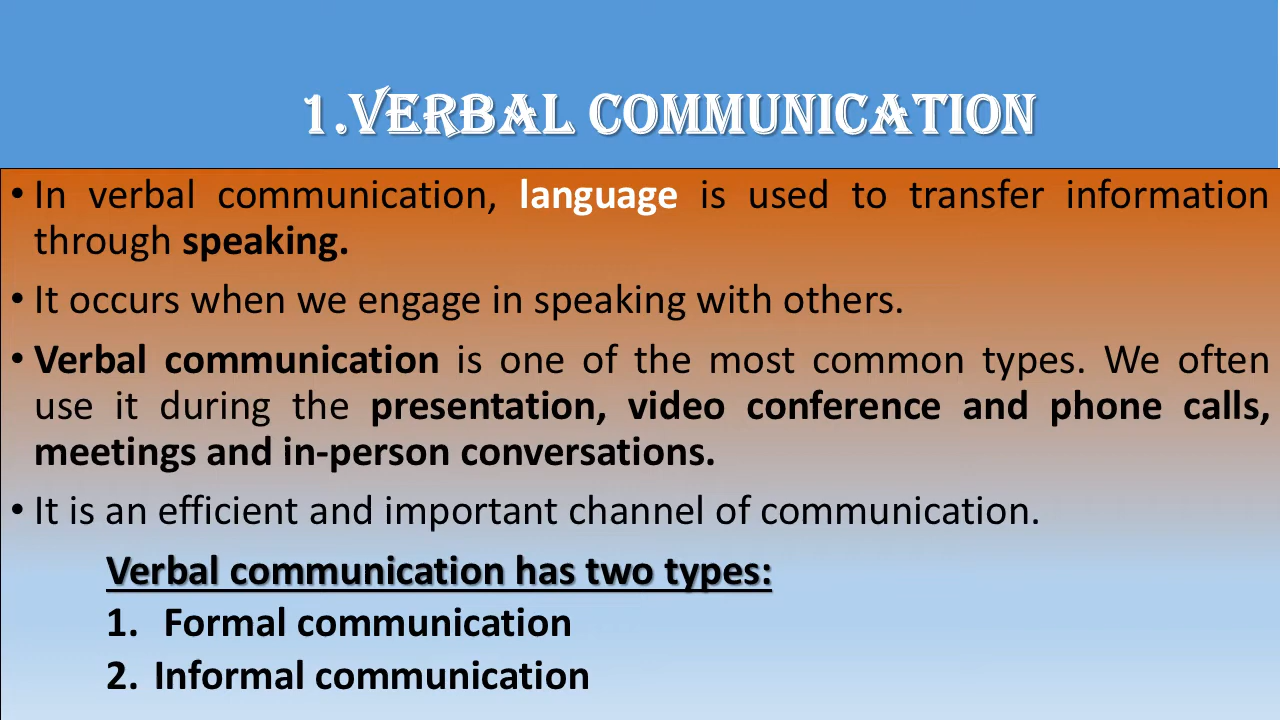 1.VERBAL COMMUNICATION
• In verbal communication, language is used to transfer information
through speaking.
• It occurs when we engage in speaking with others.
• Verbal communication is one of the most common types. We often
use it during the presentation, video conference and phone calls,
meetings and in-person conversations.
• It is an efficient and important channel of communication.
Verbal communication has two types:
1. Formal communication
2. Informal communication